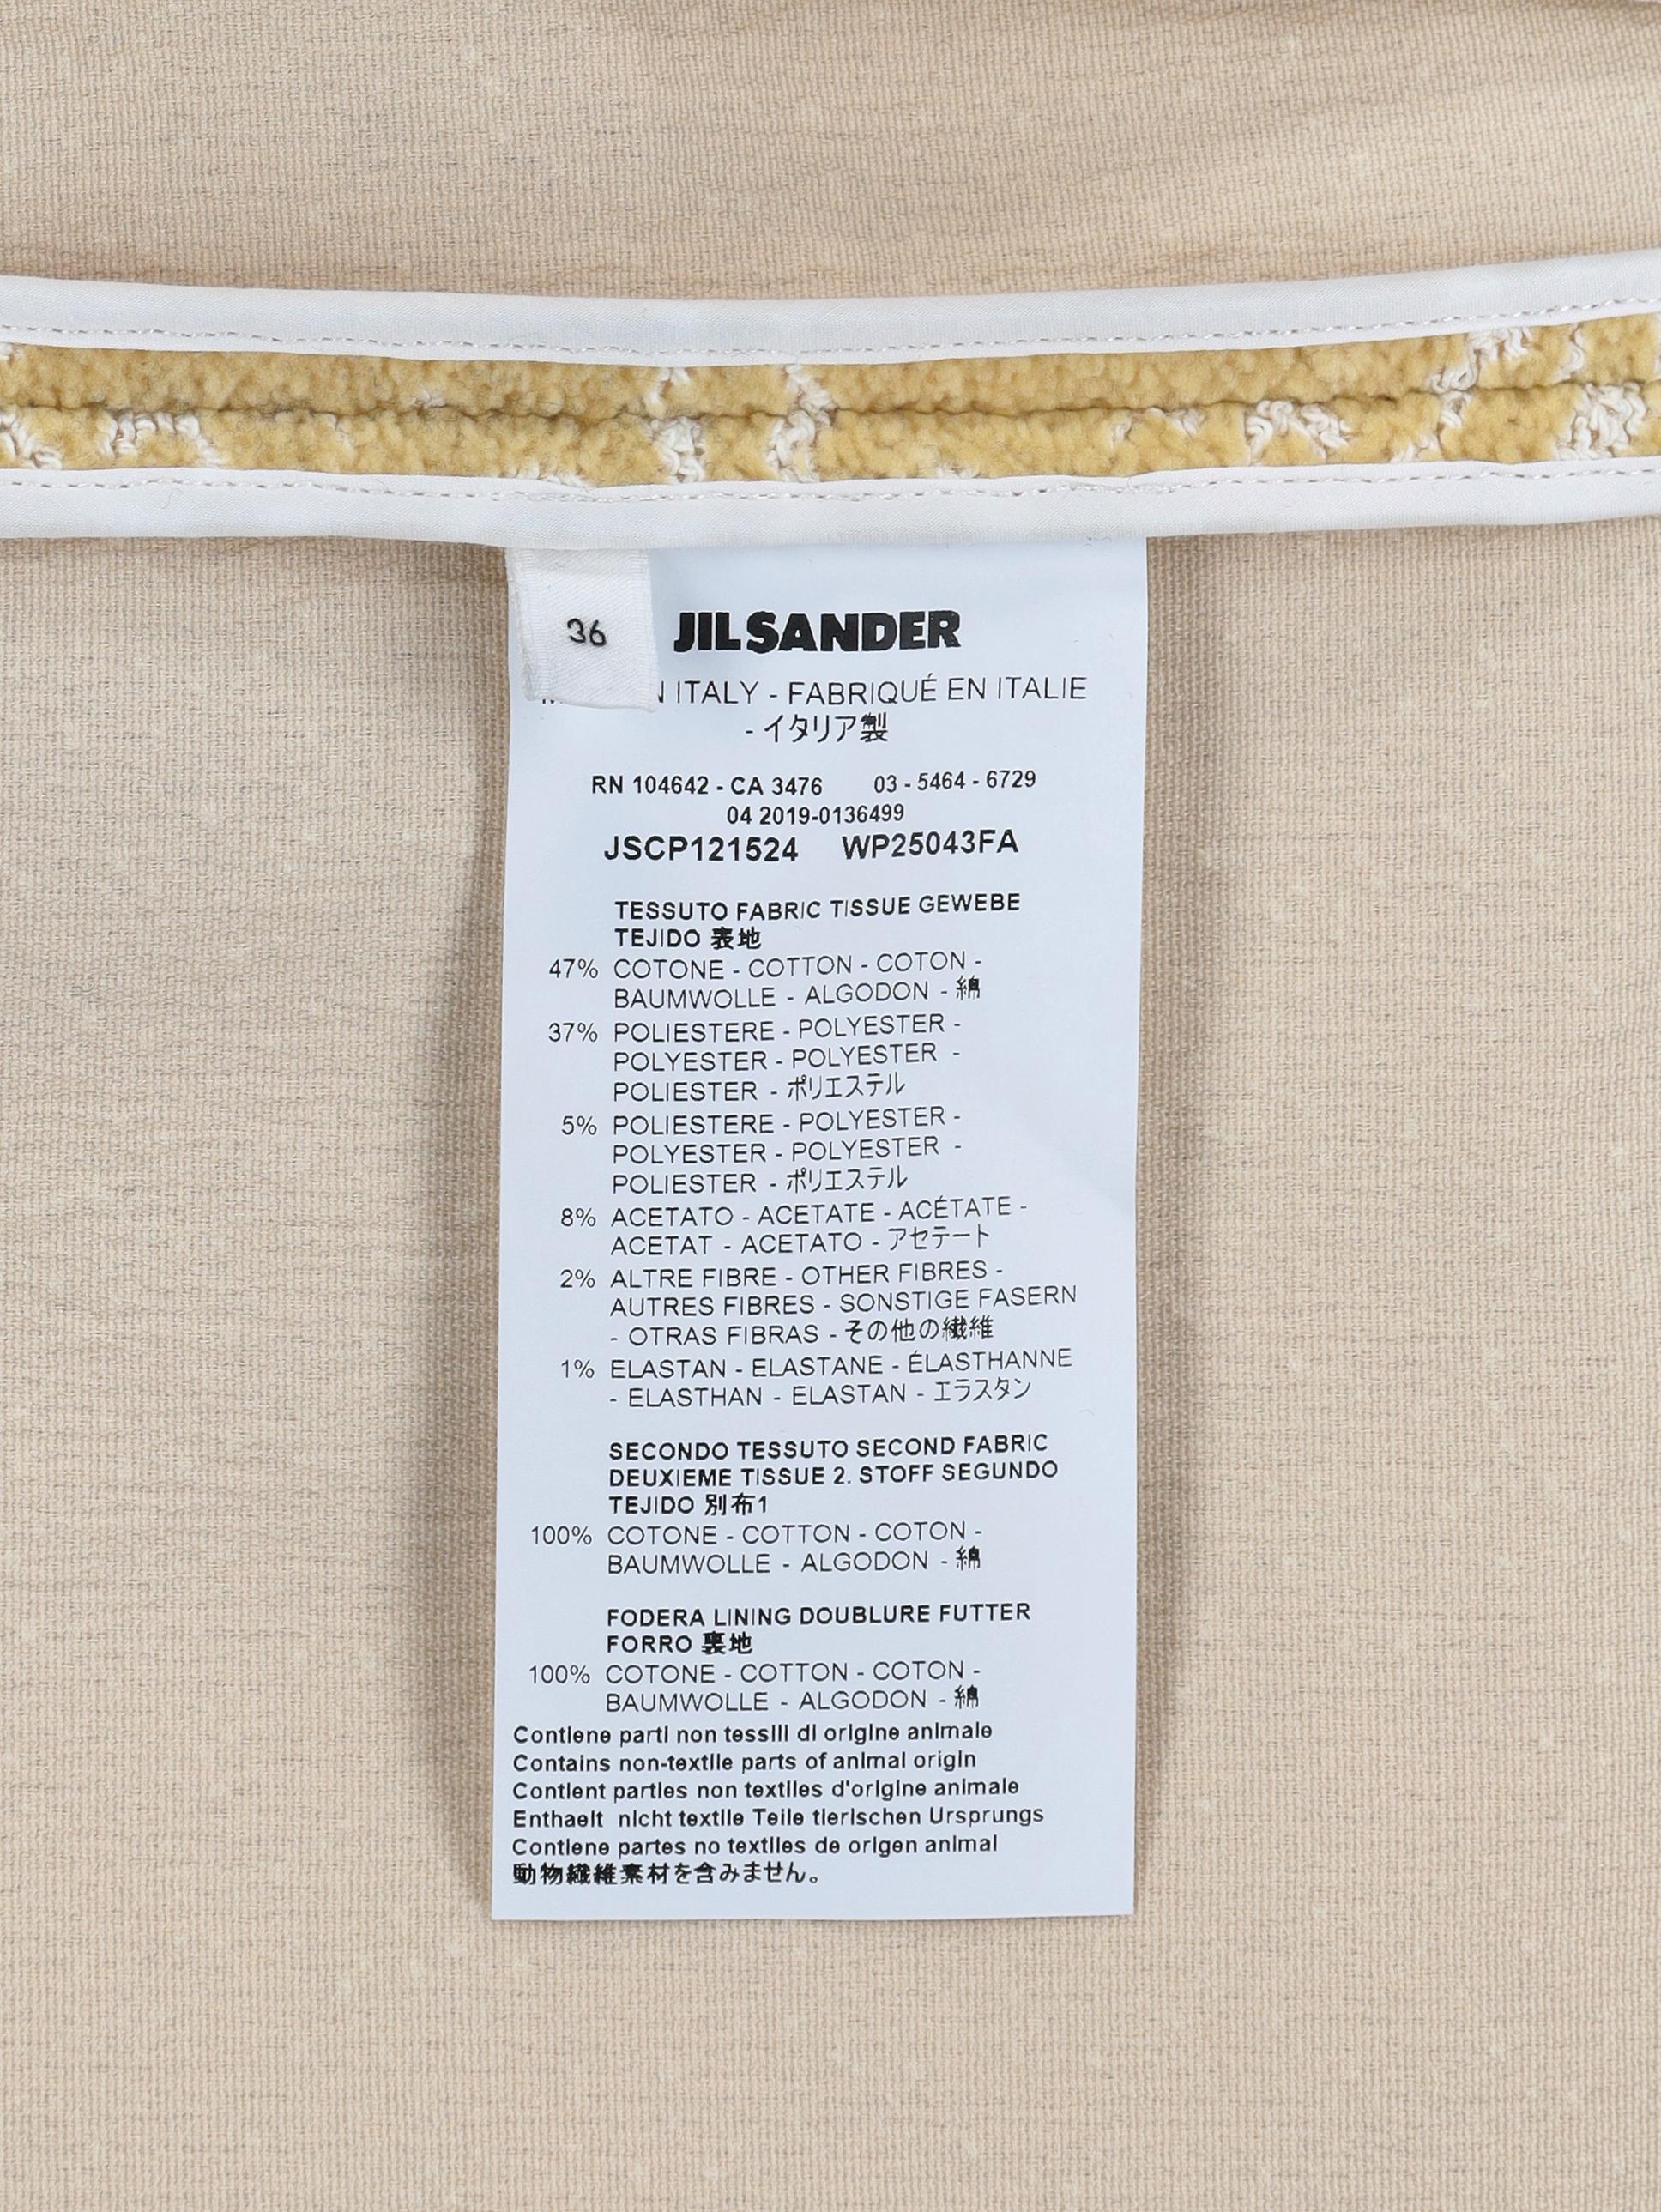 36
JIL SANDER
ITALY - FABRIQUÉ EN ITALIE
- イタリア製
RN 104642 - CA 3476 03 - 5464 - 6729
04 2019-0136499
JSCP121524 WP25043FA
TESSUTO FABRIC TISSUE GEWEBE
TEJIDO 表地
47% COTONE - COTTON - COTON -
BAUMWOLLE - ALGODON - 綿
37% POLIESTERE - POLYESTER -
POLYESTER - POLYESTER -
POLIESTER - ポリエステル
5% POLIESTERE - POLYESTER -
POLYESTER - POLYESTER -
POLIESTER - ポリエステル
8% ACETATO - ACETATE - ACÉTATE -
ACETAT - ACETATO - アセテート
2% ALTRE FIBRE - OTHER FIBRES -
AUTRES FIBRES - SONSTIGE FASERN
- OTRAS FIBRAS - その他の繊維
1% ELASTAN - ELASTANE - ÉLASTHANNE
- ELASTHAN - ELASTAN - エラスタン
SECONDO TESSUTO SECOND FABRIC
DEUXIEME TISSUE 2. STOFF SEGUNDO
TEJIDO 別布1
100% COTONE - COTTON - COTON -
BAUMWOLLE - ALGODON - 綿
FODERA LINING DOUBLURE FUTTER
FORRO 裏地
100% COTONE - COTTON - COTON -
BAUMWOLLE - ALGODON - 綿
Contiene parti non tessili di origine animale
Contains non-textile parts of animal origin
Contient parties non textiles d'origine animale
Enthaelt nicht textile Teile tierischen Ursprungs
Contiene partes no textiles de origen animal
動物繊維素材を含みません。